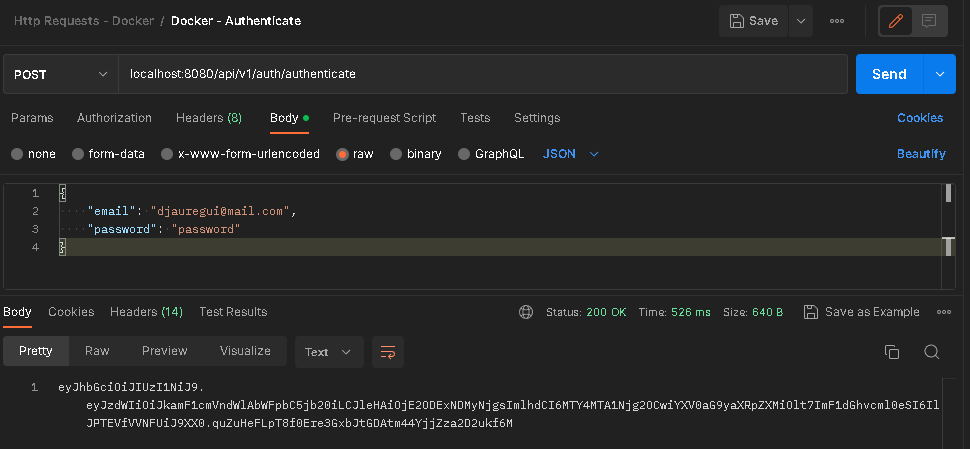 Http Requests - Docker / Docker - Authenticate
Save
POST
localhost:8080/api/v1/auth/authenticate
Send
Params Authorization Headers (8) Body Pre-request Script Tests Settings Cookies
none form-data x-www-form-urlencoded raw binary GraphQL JSON Beautify
1 {
2 "email": "djauregui@mail.com",
3 "password": "password"
4 }
Body Cookies Headers (14) Test Results Status: 200 OK Time: 526 ms Size: 640 B Save as Example
Pretty Raw Preview Visualize Text
1 eyJhbGciOiJIUzI1NiJ9.
eyJzdWIiOiJkamF1cmVndWlAbWFpbC5jb20iLCJleHAiOjE2ODExNDMyNjgsImlhdCI6MTY4MTA1Njg2OCwiYXV0aG9yaXRpZXMiOlt7ImF1dGhvcml0eSI6Il
JPTEVfVVNFUiJ9XX0.quZuHeFLpT8f0Ere3GxbJtGDAtm44YjjZza2D2ukf6M